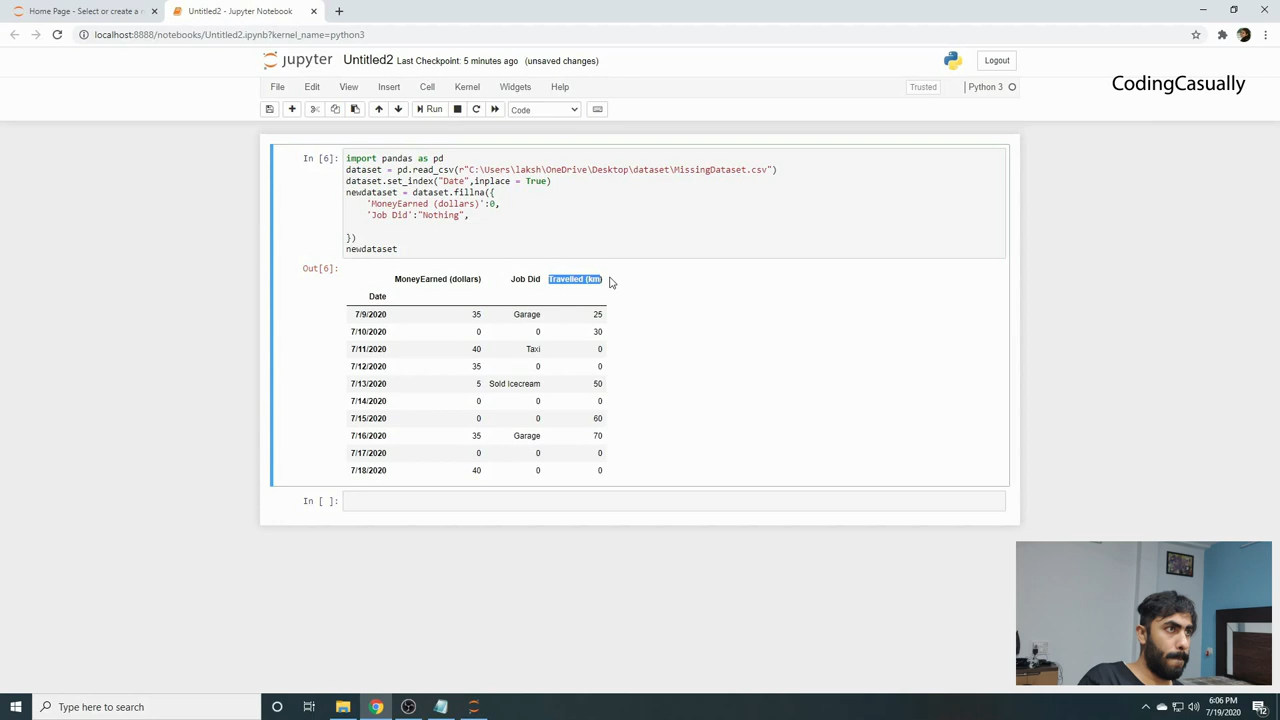 Home Page - Select or create a n
Untitled2 - Jupyter Notebook
localhost:8888/notebooks/Untitled2.ipynb?kernel_name=python3
jupyter Untitled2 Last Checkpoint: 5 minutes ago (unsaved changes)
Logout
CodingCasually
File Edit View Insert Cell Kernel Widgets Help
Trusted
Python 3
Run
Code
In [6]:
import pandas as pd
dataset = pd.read_csv(r"C:\Users\laksh\OneDrive\Desktop\dataset\MissingDataset.csv")
dataset.set_index("Date",inplace = True)
newdataset = dataset.fillna({
'MoneyEarned (dollars)':0,
'Job Did':"Nothing",
})
newdataset
Out[6]:
MoneyEarned (dollars) Job Did Travelled (km)
Date
7/9/2020 35 Garage 25
7/10/2020 0 0 30
7/11/2020 40 Taxi 0
7/12/2020 35 0 0
7/13/2020 5 Sold Icecream 50
7/14/2020 0 0 0
7/15/2020 0 0 60
7/16/2020 35 Garage 70
7/17/2020 0 0 0
7/18/2020 40 0 0
In [ ]:
Type here to search
6:06 PM
7/19/2020
12